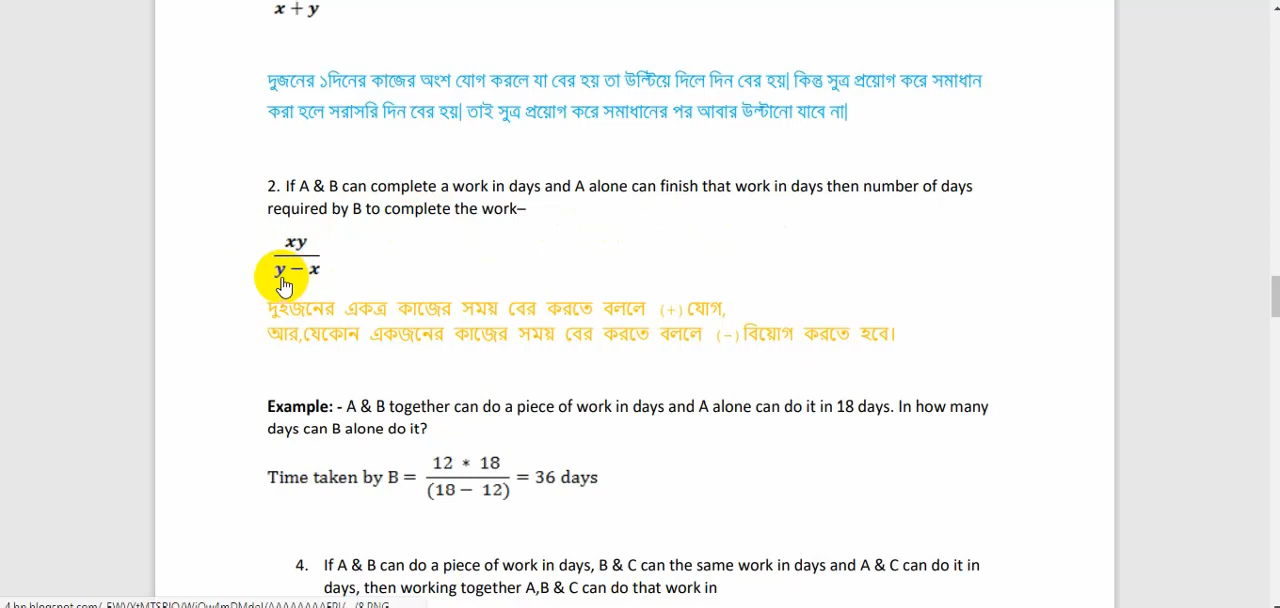 x + y
দুজনের ১দিনের কাজের অংশ যোগ করলে যা বের হয় তা উল্টিয়ে দিলে দিন বের হয়| কিন্তু সুত্র প্রয়োগ করে সমাধান
করা হলে সরাসরি দিন বের হয়| তাই সুত্র প্রয়োগ করে সমাধানের পর আবার উল্টানো যাবে না|
2. If A & B can complete a work in days and A alone can finish that work in days then number of days
required by B to complete the work–
xy
y − x
দুইজনের একত্র কাজের সময় বের করতে বললে (+) যোগ,
আর,যেকোন একজনের কাজের সময় বের করতে বললে (−) বিয়োগ করতে হবে।
Example: - A & B together can do a piece of work in days and A alone can do it in 18 days. In how many
days can B alone do it?
12 * 18
Time taken by B = = 36 days
(18 − 12)
4. If A & B can do a piece of work in days, B & C can the same work in days and A & C can do it in
days, then working together A,B & C can do that work in